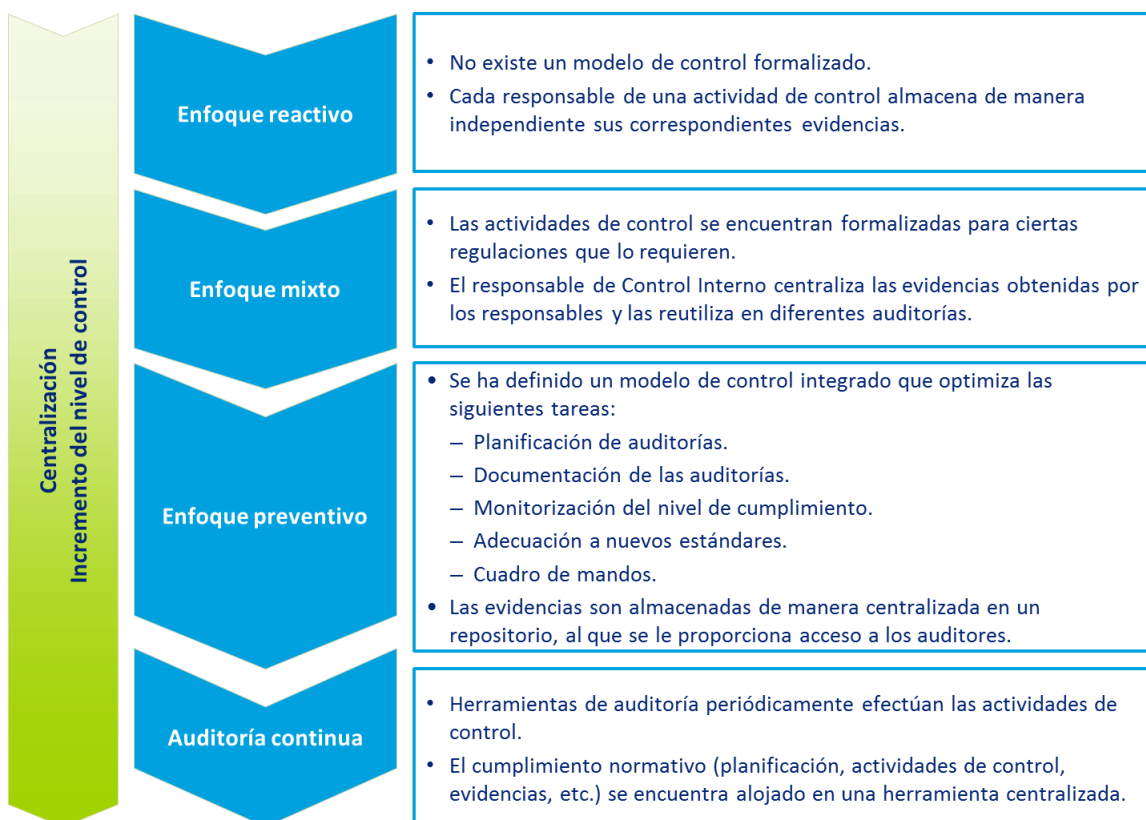 Centralización
Incremento del nivel de control
Enfoque reactivo
• No existe un modelo de control formalizado.
• Cada responsable de una actividad de control almacena de manera
independiente sus correspondientes evidencias.
Enfoque mixto
• Las actividades de control se encuentran formalizadas para ciertas
regulaciones que lo requieren.
• El responsable de Control Interno centraliza las evidencias obtenidas por
los responsables y las reutiliza en diferentes auditorías.
Enfoque preventivo
• Se ha definido un modelo de control integrado que optimiza las
siguientes tareas:
– Planificación de auditorías.
– Documentación de las auditorías.
– Monitorización del nivel de cumplimiento.
– Adecuación a nuevos estándares.
– Cuadro de mandos.
• Las evidencias son almacenadas de manera centralizada en un
repositorio, al que se le proporciona acceso a los auditores.
Auditoría continua
• Herramientas de auditoría periódicamente efectúan las actividades de
control.
• El cumplimiento normativo (planificación, actividades de control,
evidencias, etc.) se encuentra alojado en una herramienta centralizada.